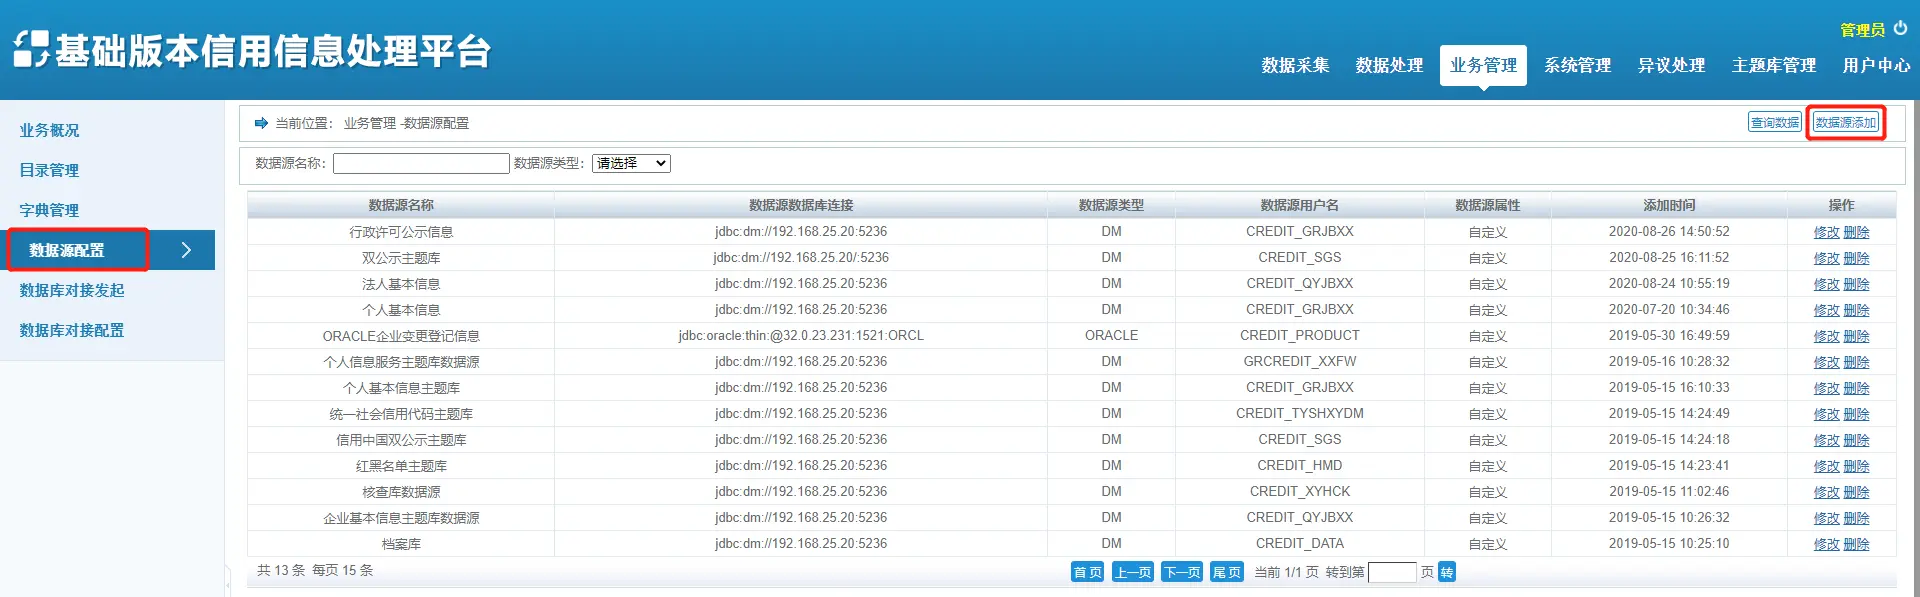 基础版本信用信息处理平台
管理员
数据采集 数据处理 业务管理 系统管理 异议处理 主题库管理 用户中心
业务概况
目录管理
字典管理
数据源配置
数据库对接发起
数据库对接配置
当前位置： 业务管理 -数据源配置 查询数据 数据源添加
数据源名称： 数据源类型： 请选择
数据源名称 数据源数据库连接 数据源类型 数据源用户名 数据源属性 添加时间 操作
行政许可公示信息 jdbc:dm://192.168.25.20:5236 DM CREDIT_GRJBXX 自定义 2020-08-26 14:50:52 修改 删除
双公示主题库 jdbc:dm://192.168.25.20/:5236 DM CREDIT_SGS 自定义 2020-08-25 16:11:52 修改 删除
法人基本信息 jdbc:dm://192.168.25.20:5236 DM CREDIT_QYJBXX 自定义 2020-08-24 10:55:19 修改 删除
个人基本信息 jdbc:dm://192.168.25.20:5236 DM CREDIT_GRJBXX 自定义 2020-07-20 10:34:46 修改 删除
ORACLE企业变更登记信息 jdbc:oracle:thin:@32.0.23.231:1521:ORCL ORACLE CREDIT_PRODUCT 自定义 2019-05-30 16:49:59 修改 删除
个人信息服务主题库数据源 jdbc:dm://192.168.25.20:5236 DM GRCREDIT_XXFW 自定义 2019-05-16 10:28:32 修改 删除
个人基本信息主题库 jdbc:dm://192.168.25.20:5236 DM CREDIT_GRJBXX 自定义 2019-05-15 16:10:33 修改 删除
统一社会信用代码主题库 jdbc:dm://192.168.25.20:5236 DM CREDIT_TYSHXYDM 自定义 2019-05-15 14:24:49 修改 删除
信用中国双公示主题库 jdbc:dm://192.168.25.20:5236 DM CREDIT_SGS 自定义 2019-05-15 14:24:18 修改 删除
红黑名单主题库 jdbc:dm://192.168.25.20:5236 DM CREDIT_HMD 自定义 2019-05-15 14:23:41 修改 删除
核查库数据源 jdbc:dm://192.168.25.20:5236 DM CREDIT_XYHCK 自定义 2019-05-15 11:02:46 修改 删除
企业基本信息主题库数据源 jdbc:dm://192.168.25.20:5236 DM CREDIT_QYJBXX 自定义 2019-05-15 10:26:32 修改 删除
档案库 jdbc:dm://192.168.25.20:5236 DM CREDIT_DATA 自定义 2019-05-15 10:25:10 修改 删除
共 13 条 每页 15 条 首页 上一页 下一页 尾页 当前 1/1 页 转到第 页 转